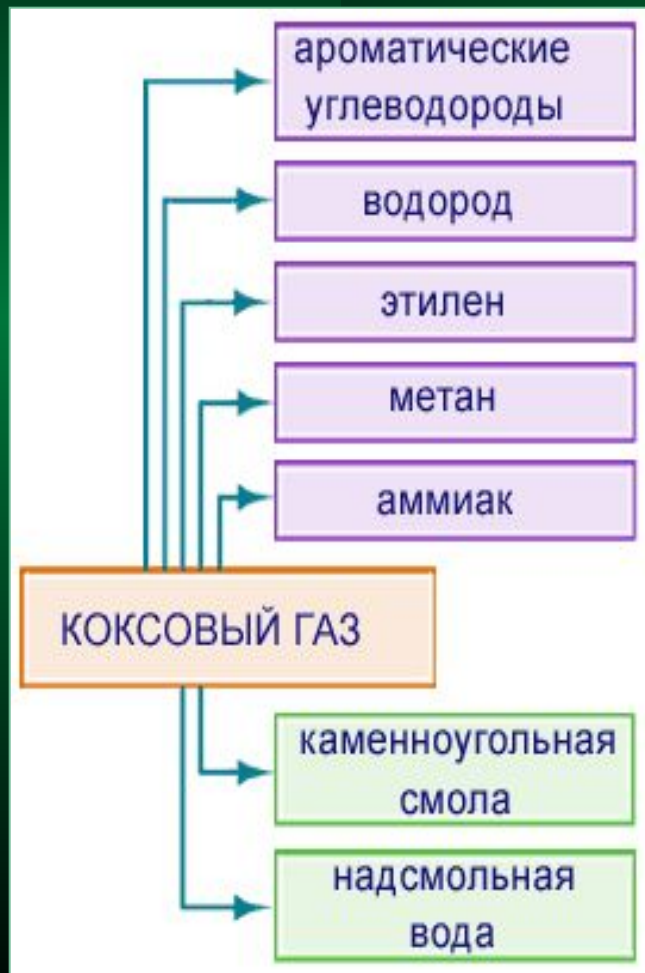 ароматические
углеводороды
водород
этилен
метан
аммиак
КОКСОВЫЙ ГАЗ
каменноугольная
смола
надсмольная
вода